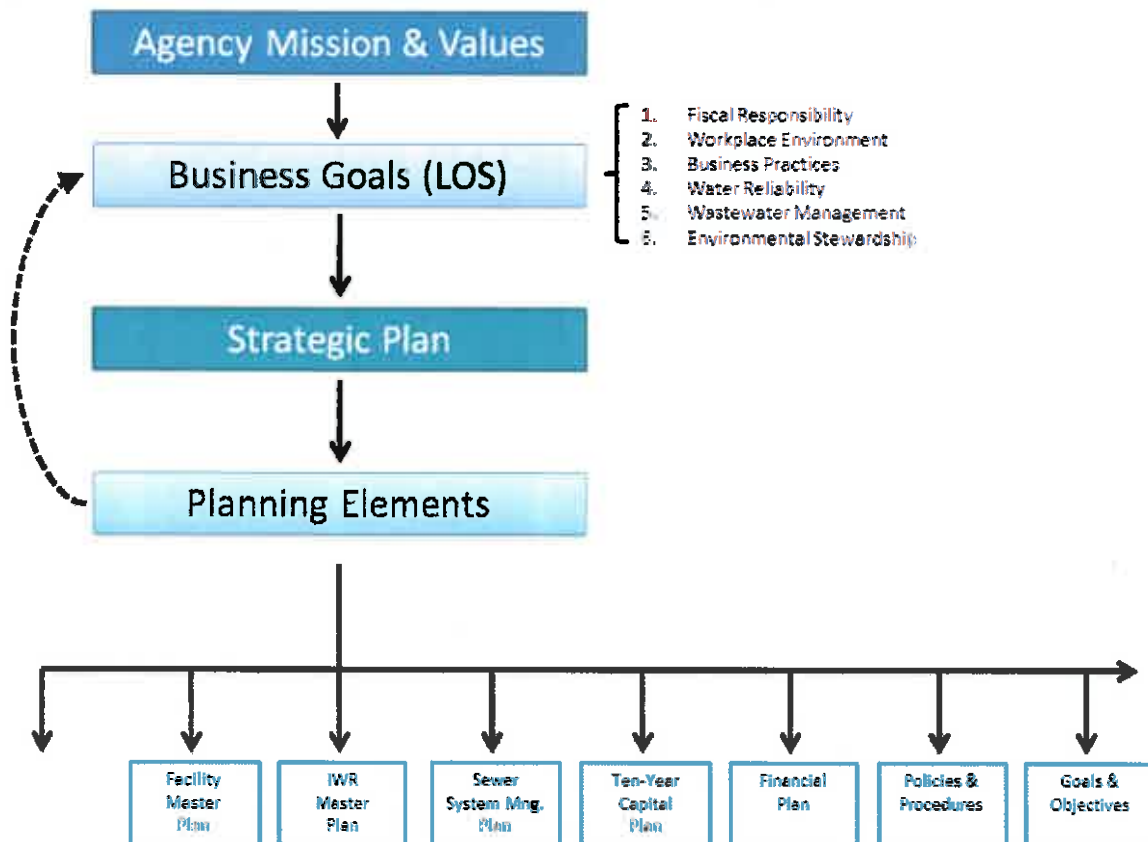 Agency Mission & Values
Business Goals (LOS)
1. Fiscal Responsibility
2. Workplace Environment
3. Business Practices
4. Water Reliability
5. Wastewater Management
6. Environmental Stewardship
Strategic Plan
Planning Elements
Facility
Master
Plan
IWR
Master
Plan
Sewer
System Mng.
Plan
Ten-Year
Capital
Plan
Financial
Plan
Policies &
Procedures
Goals &
Objectives